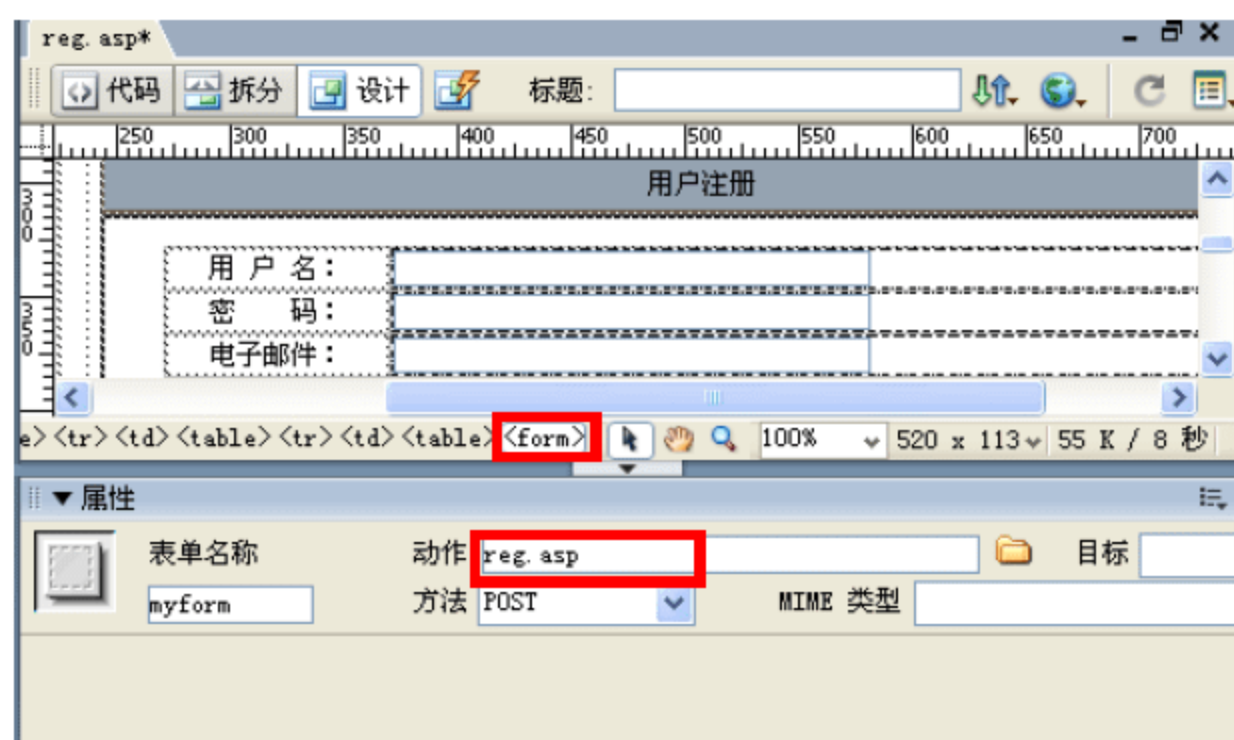 reg.asp*
代码 拆分 设计 标题:
250 300 350 400 450 500 550 600 650 700
300
350
用户注册
用 户 名：
密 码：
电子邮件：
e> <tr> <td> <table> <tr> <td> <table> <form> 100% 520 x 113 55 K / 8 秒
属性
表单名称 动作 reg.asp 目标
myform 方法 POST MIME 类型